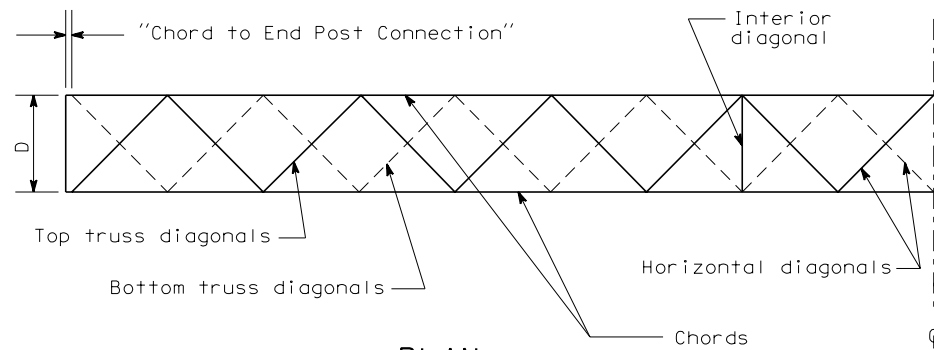 "Chord to End Post Connection"
Interior
diagonal
D
Top truss diagonals
Bottom truss diagonals
Horizontal diagonals
Chords